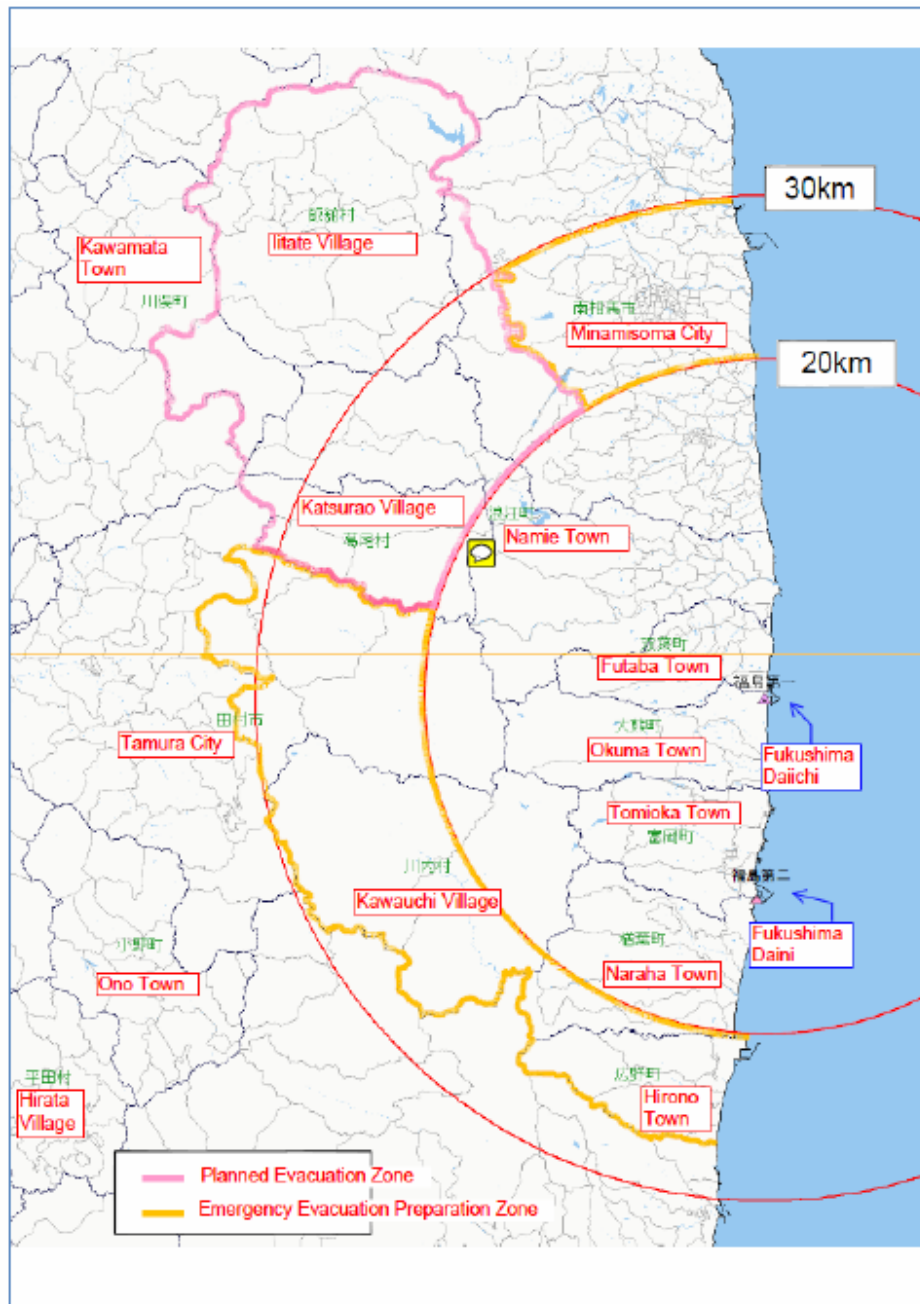 30km
飯舘村
Iitate Village
Kawamata
Town
川俣町
南相馬市
Minamisoma City
20km
Katsurao Village
葛尾村
浪江町
Namie Town
双葉町
Futaba Town
福島第一
田村市
Tamura City
大熊町
Okuma Town
Fukushima
Daiichi
Tomioka Town
富岡町
川内村
Kawauchi Village
福島第二
Fukushima
Daini
小野町
Ono Town
楢葉町
Naraha Town
平田村
Hirata
Village
広野町
Hirono
Town
Planned Evacuation Zone
Emergency Evacuation Preparation Zone